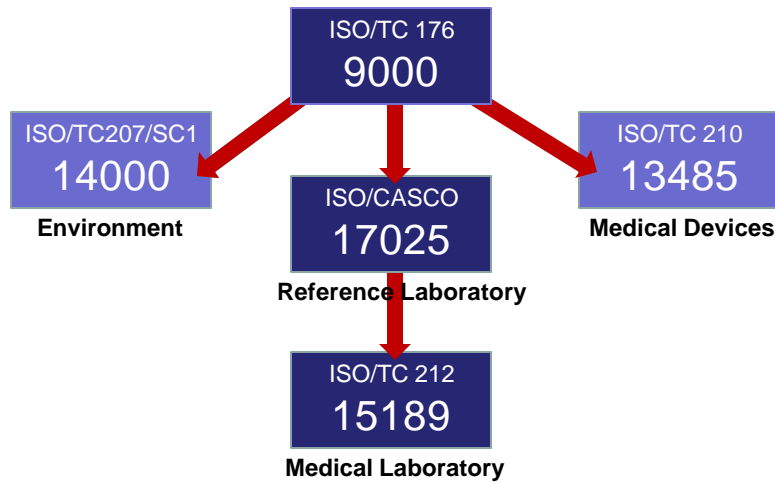 ISO/TC 176
9000
ISO/TC207/SC1
14000
Environment
ISO/TC 210
13485
Medical Devices
ISO/CASCO
17025
Reference Laboratory
ISO/TC 212
15189
Medical Laboratory